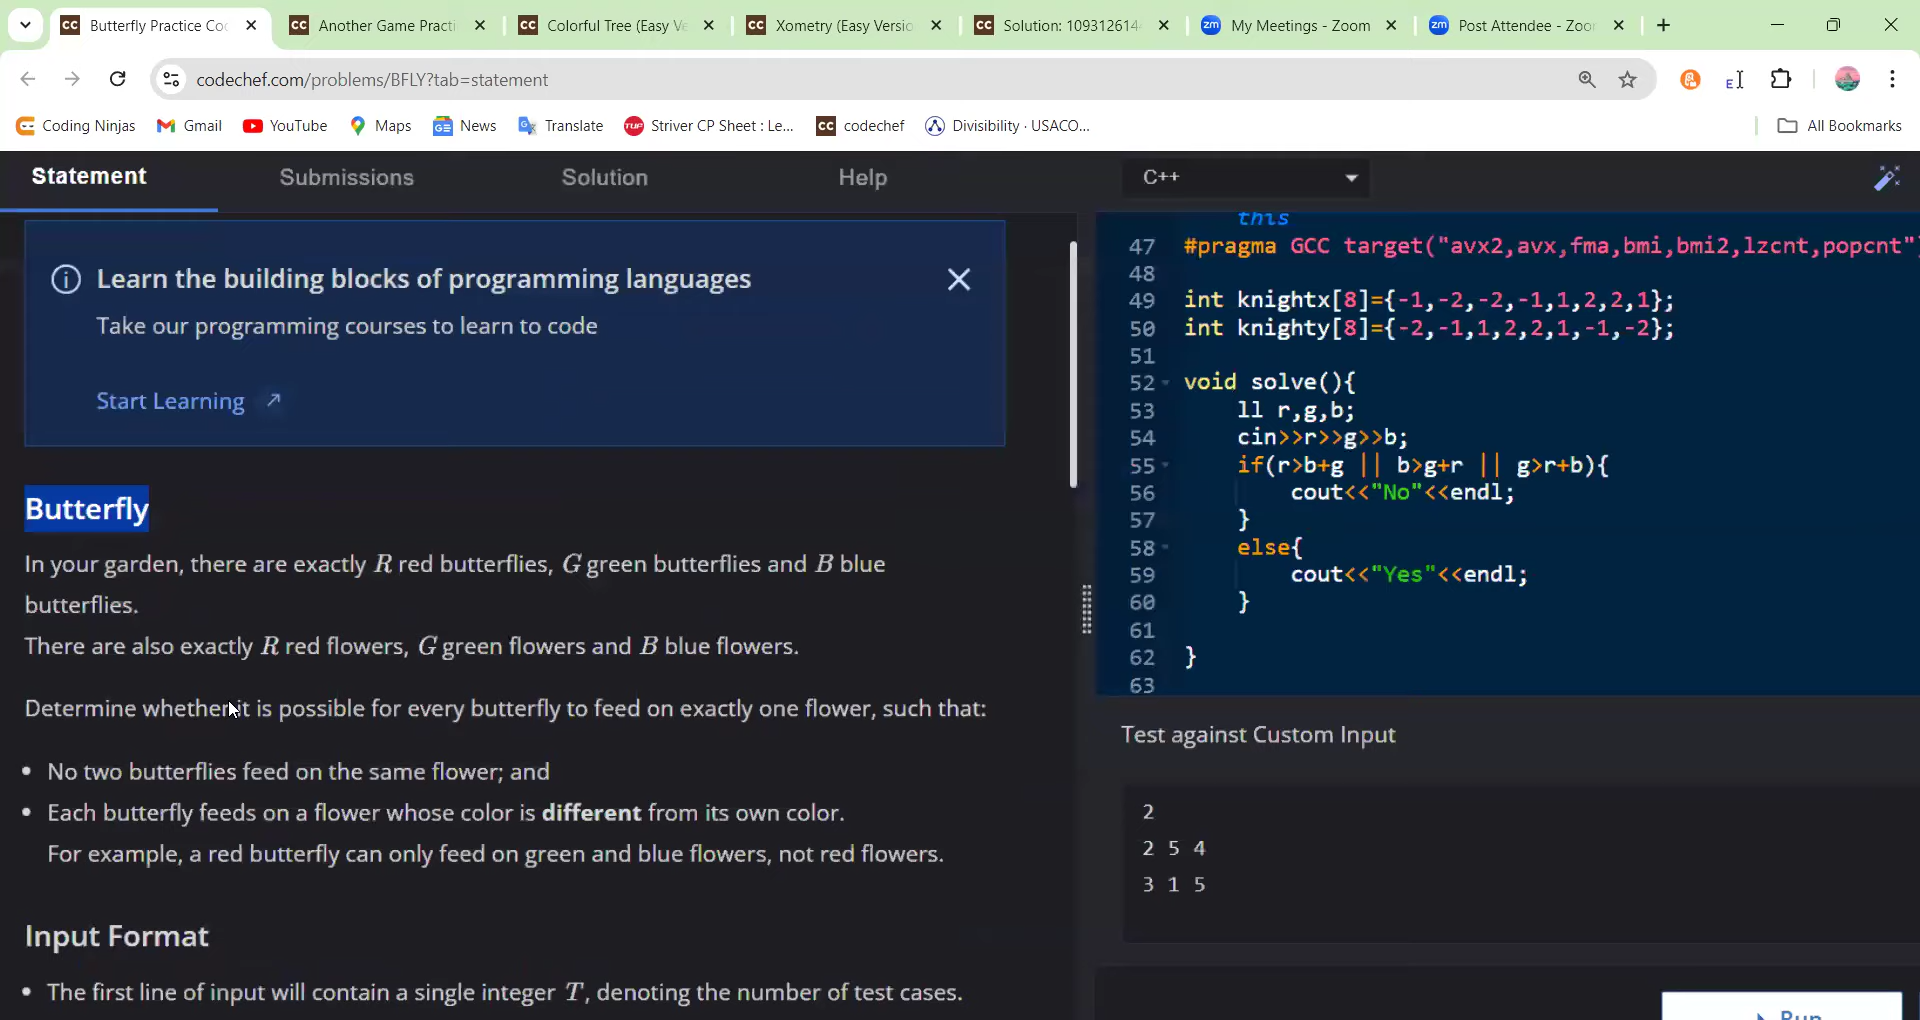 Butterfly Practice Co
Another Game Practi
Colorful Tree (Easy Ve
Xometry (Easy Versio
Solution: 109312614
My Meetings - Zoom
Post Attendee - Zoo
codechef.com/problems/BFLY?tab=statement
Coding Ninjas
Gmail
YouTube
Maps
News
Translate
Striver CP Sheet : Le...
codechef
Divisibility · USACO...
All Bookmarks
Statement
Submissions
Solution
Help
Learn the building blocks of programming languages
Take our programming courses to learn to code
Start Learning ↗
Butterfly
In your garden, there are exactly R red butterflies, G green butterflies and B blue
butterflies.
There are also exactly R red flowers, G green flowers and B blue flowers.
Determine whether it is possible for every butterfly to feed on exactly one flower, such that:
• No two butterflies feed on the same flower; and
• Each butterfly feeds on a flower whose color is different from its own color.
For example, a red butterfly can only feed on green and blue flowers, not red flowers.
Input Format
• The first line of input will contain a single integer T, denoting the number of test cases.
C++
this
47 #pragma GCC target("avx2,avx,fma,bmi,bmi2,lzcnt,popcnt"
48
49 int knightx[8]={-1,-2,-2,-1,1,2,2,1};
50 int knighty[8]={-2,-1,1,2,2,1,-1,-2};
51
52 void solve(){
53 ll r,g,b;
54 cin>>r>>g>>b;
55 if(r>b+g || b>g+r || g>r+b){
56 cout<<"No"<<endl;
57 }
58 else{
59 cout<<"Yes"<<endl;
60 }
61
62 }
63
Test against Custom Input
2
2 5 4
3 1 5
Run